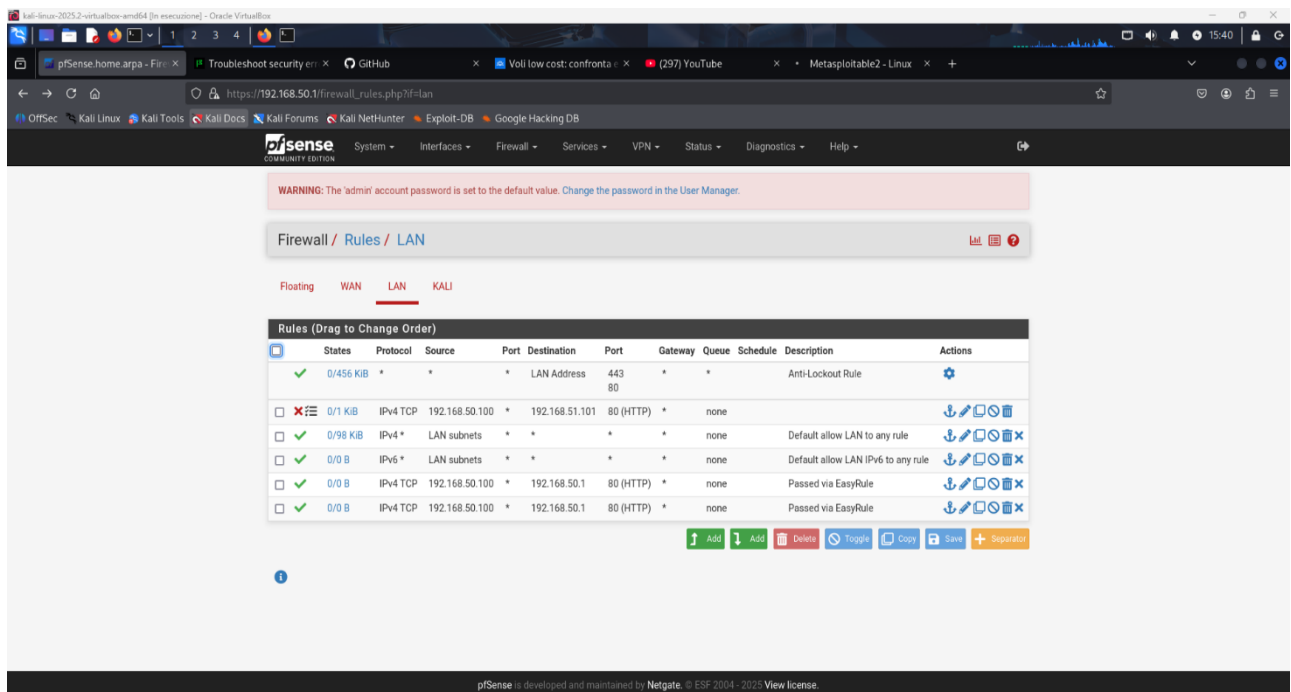 kali-linux-2025.2-virtualbox-amd64 [In esecuzione] - Oracle VirtualBox
1 2 3 4 15:40
pfSense.home.arpa - Fire Troubleshoot security err GitHub Voli low cost: confronta e (297) YouTube Metasploitable2 - Linux
https://192.168.50.1/firewall_rules.php?if=lan
OffSec Kali Linux Kali Tools Kali Docs Kali Forums Kali NetHunter Exploit-DB Google Hacking DB
pfsense System Interfaces Firewall Services VPN Status Diagnostics Help
COMMUNITY EDITION
WARNING: The 'admin' account password is set to the default value. Change the password in the User Manager.
Firewall / Rules / LAN
Floating WAN LAN KALI
Rules (Drag to Change Order)
States Protocol Source Port Destination Port Gateway Queue Schedule Description Actions
0/456 KiB * * * LAN Address 443 * * Anti-Lockout Rule
80
0/1 KiB IPv4 TCP 192.168.50.100 * 192.168.51.101 80 (HTTP) * none
0/98 KiB IPv4 * LAN subnets * * * * none Default allow LAN to any rule
0/0 B IPv6 * LAN subnets * * * * none Default allow LAN IPv6 to any rule
0/0 B IPv4 TCP 192.168.50.100 * 192.168.50.1 80 (HTTP) * none Passed via EasyRule
0/0 B IPv4 TCP 192.168.50.100 * 192.168.50.1 80 (HTTP) * none Passed via EasyRule
Add Add Delete Toggle Copy Save Separator
pfSense is developed and maintained by Netgate. © ESF 2004 - 2025 View license.